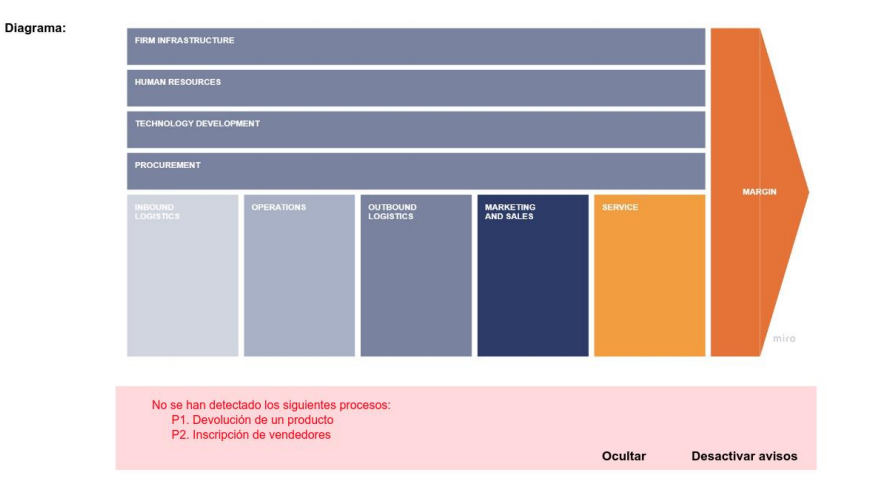 Diagrama:
FIRM INFRASTRUCTURE
HUMAN RESOURCES
TECHNOLOGY DEVELOPMENT
PROCUREMENT
INBOUND
LOGISTICS
OPERATIONS
OUTBOUND
LOGISTICS
MARKETING
AND SALES
SERVICE
MARGIN
miro
No se han detectado los siguientes procesos:
P1. Devolución de un producto
P2. Inscripción de vendedores
Ocultar Desactivar avisos